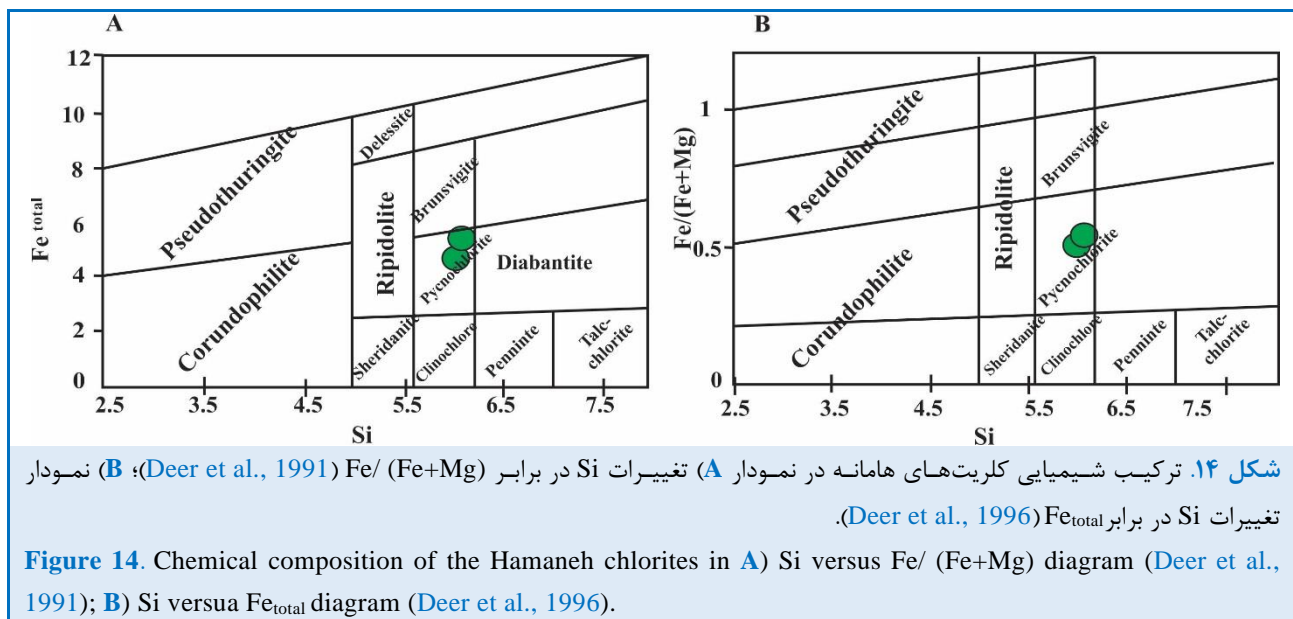 A
12
10
8
6
4
2
0
Fe total
Pseudothuringite
Corundophilite
Delessite
Ripidolite
Brunsvigite
Pycnochlorite
Diabantite
Sheridanite
Clinochlore
Penninte
Talc-
chlorite
2.5 3.5 4.5 5.5 6.5 7.5
Si
B
1
0.5
0
Fe/(Fe+Mg)
Pseudothuringite
Corundophilite
Ripidolite
Brunsvigite
Pycnochlorite
Sheridanite
Clinochlore
Penninte
Talc-
chlorite
2.5 3.5 4.5 5.5 6.5 7.5
Si
شکل ۱۴. ترکیب شیمیایی کلریت‌های هامانه در نمودار A) تغییرات Si در برابر Fe/ (Fe+Mg) (Deer et al., 1991)؛ B) نمودار
تغییرات Si در برابر Fetotal (Deer et al., 1996).
Figure 14. Chemical composition of the Hamaneh chlorites in A) Si versus Fe/ (Fe+Mg) diagram (Deer et al.,
1991); B) Si versua Fetotal diagram (Deer et al., 1996).